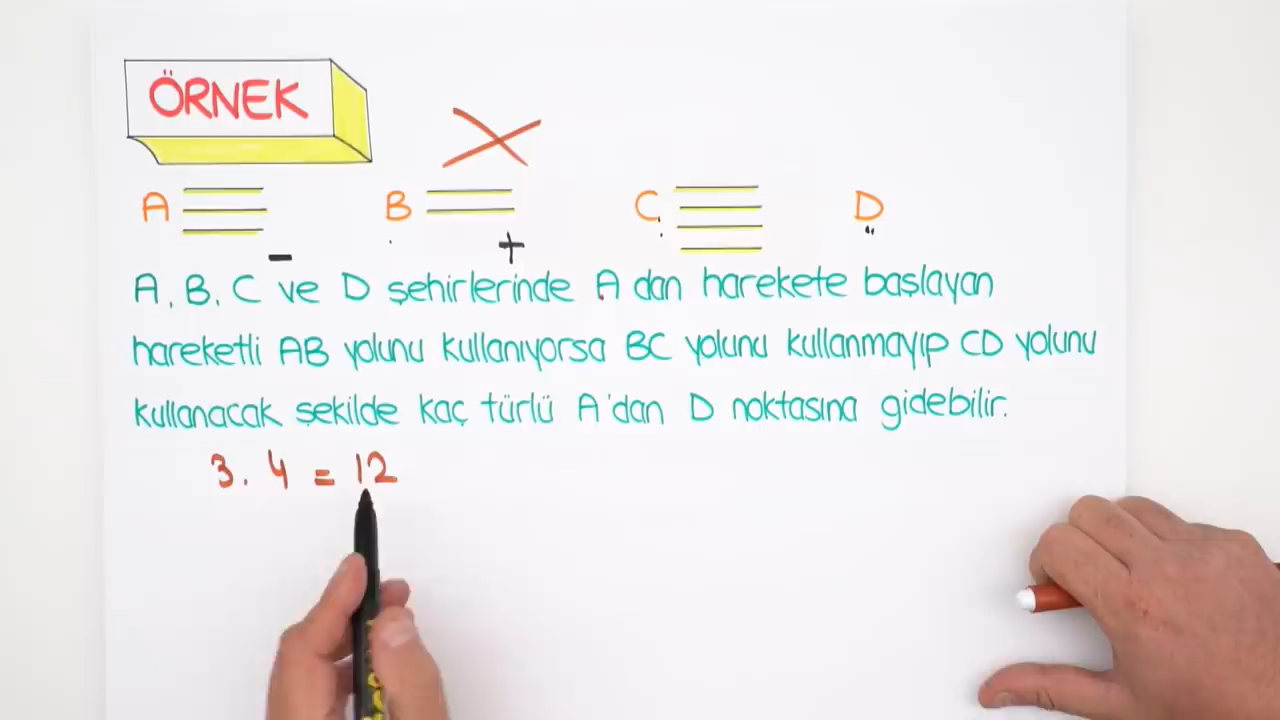 ÖRNEK
A B C D
- +
A, B, C ve D şehirlerinde A dan harekete başlayan
hareketli AB yolunu kullanıyorsa BC yolunu kullanmayıp CD yolunu
kullanacak şekilde kaç türlü A'dan D noktasına gidebilir.
3. 4 = 12